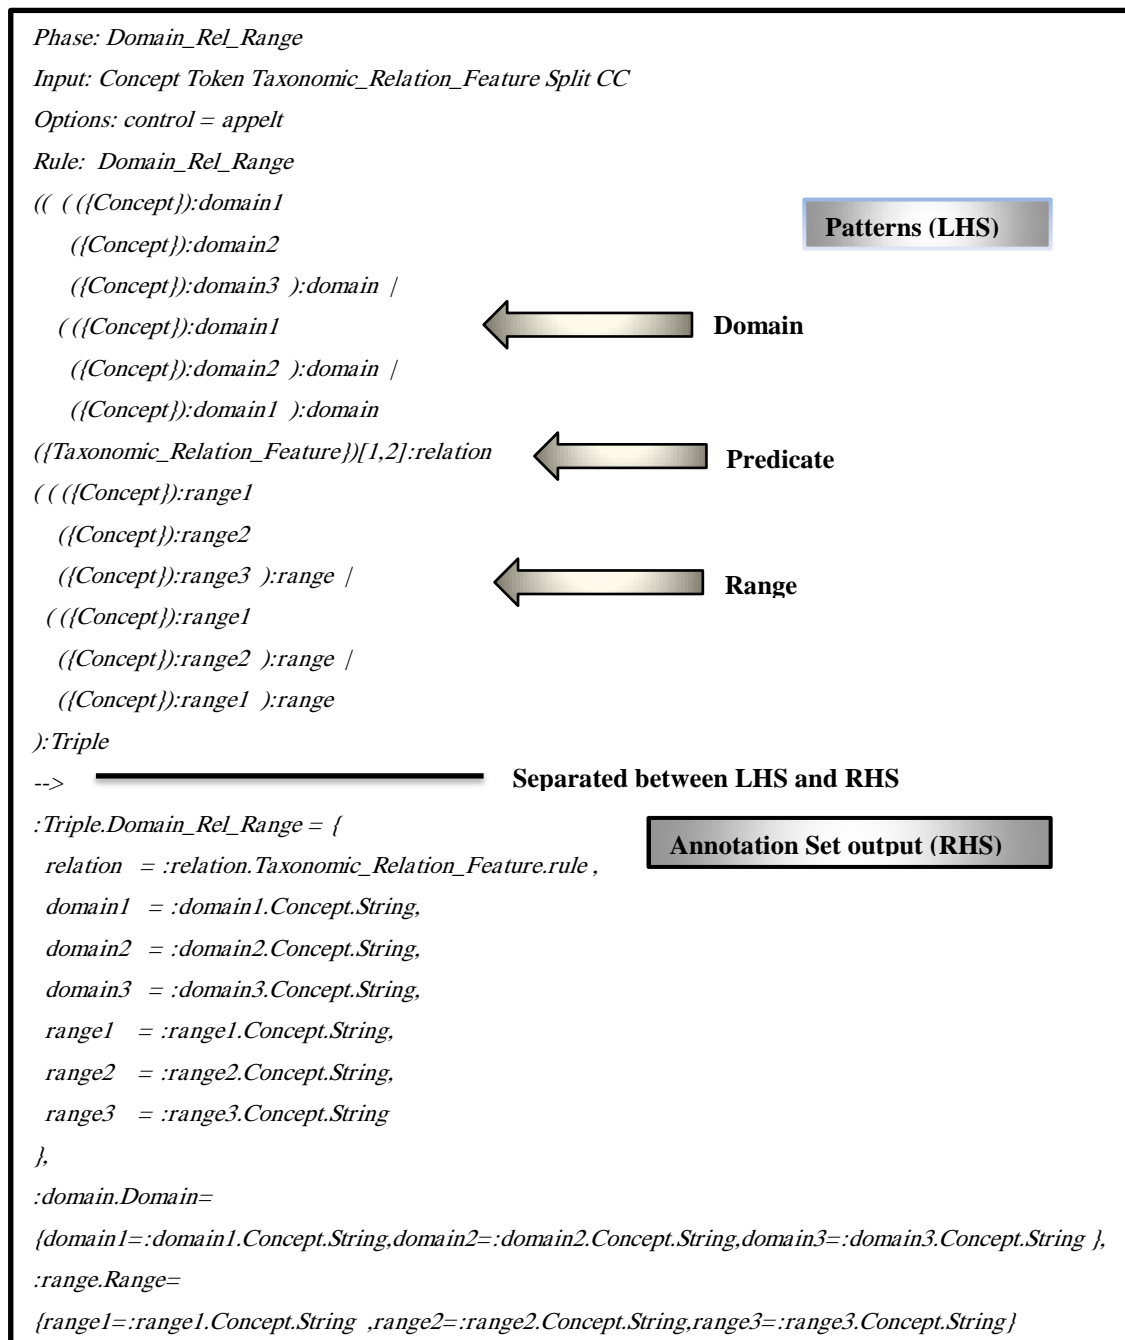 Phase: Domain_Rel_Range
Input: Concept Token Taxonomic_Relation_Feature Split CC
Options: control = appelt
Rule: Domain_Rel_Range
(( ( ({Concept}):domain1
Patterns (LHS)
({Concept}):domain2
({Concept}):domain3 ):domain |
( ({Concept}):domain1
Domain
({Concept}):domain2 ):domain |
({Concept}):domain1 ):domain
({Taxonomic_Relation_Feature})[1,2]:relation
Predicate
( ( ({Concept}):range1
({Concept}):range2
({Concept}):range3 ):range |
Range
( ({Concept}):range1
({Concept}):range2 ):range |
({Concept}):range1 ):range
):Triple
--> Separated between LHS and RHS
:Triple.Domain_Rel_Range = {
Annotation Set output (RHS)
relation = :relation.Taxonomic_Relation_Feature.rule ,
domain1 = :domain1.Concept.String,
domain2 = :domain2.Concept.String,
domain3 = :domain3.Concept.String,
range1 = :range1.Concept.String,
range2 = :range2.Concept.String,
range3 = :range3.Concept.String
},
:domain.Domain=
{domain1=:domain1.Concept.String,domain2=:domain2.Concept.String,domain3=:domain3.Concept.String },
:range.Range=
{range1=:range1.Concept.String ,range2=:range2.Concept.String,range3=:range3.Concept.String}